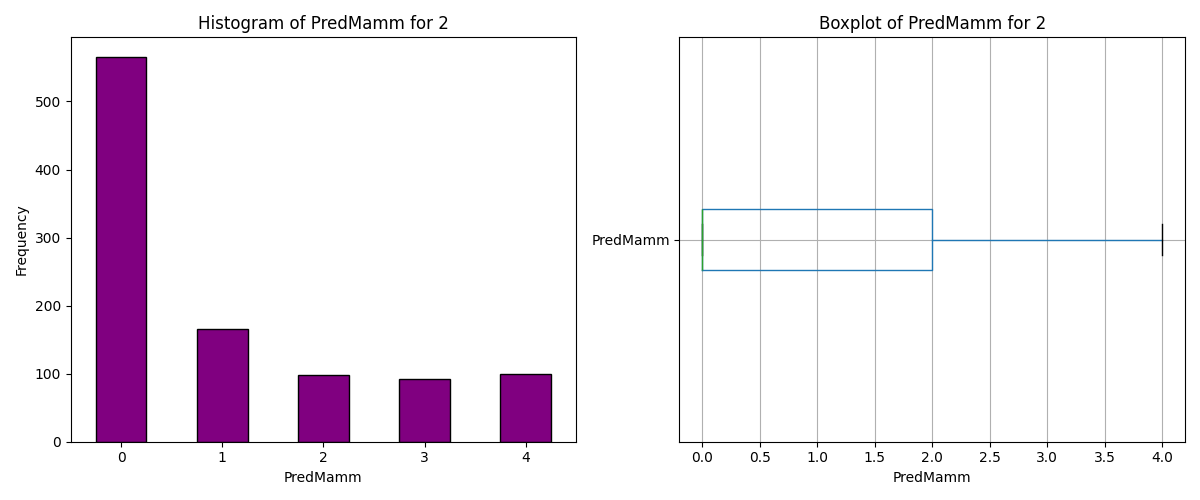 Histogram of PredMamm for 2
Frequency
500
400
300
200
100
0
0 1 2 3 4
PredMamm
Boxplot of PredMamm for 2
PredMamm
0.0 0.5 1.0 1.5 2.0 2.5 3.0 3.5 4.0
PredMamm